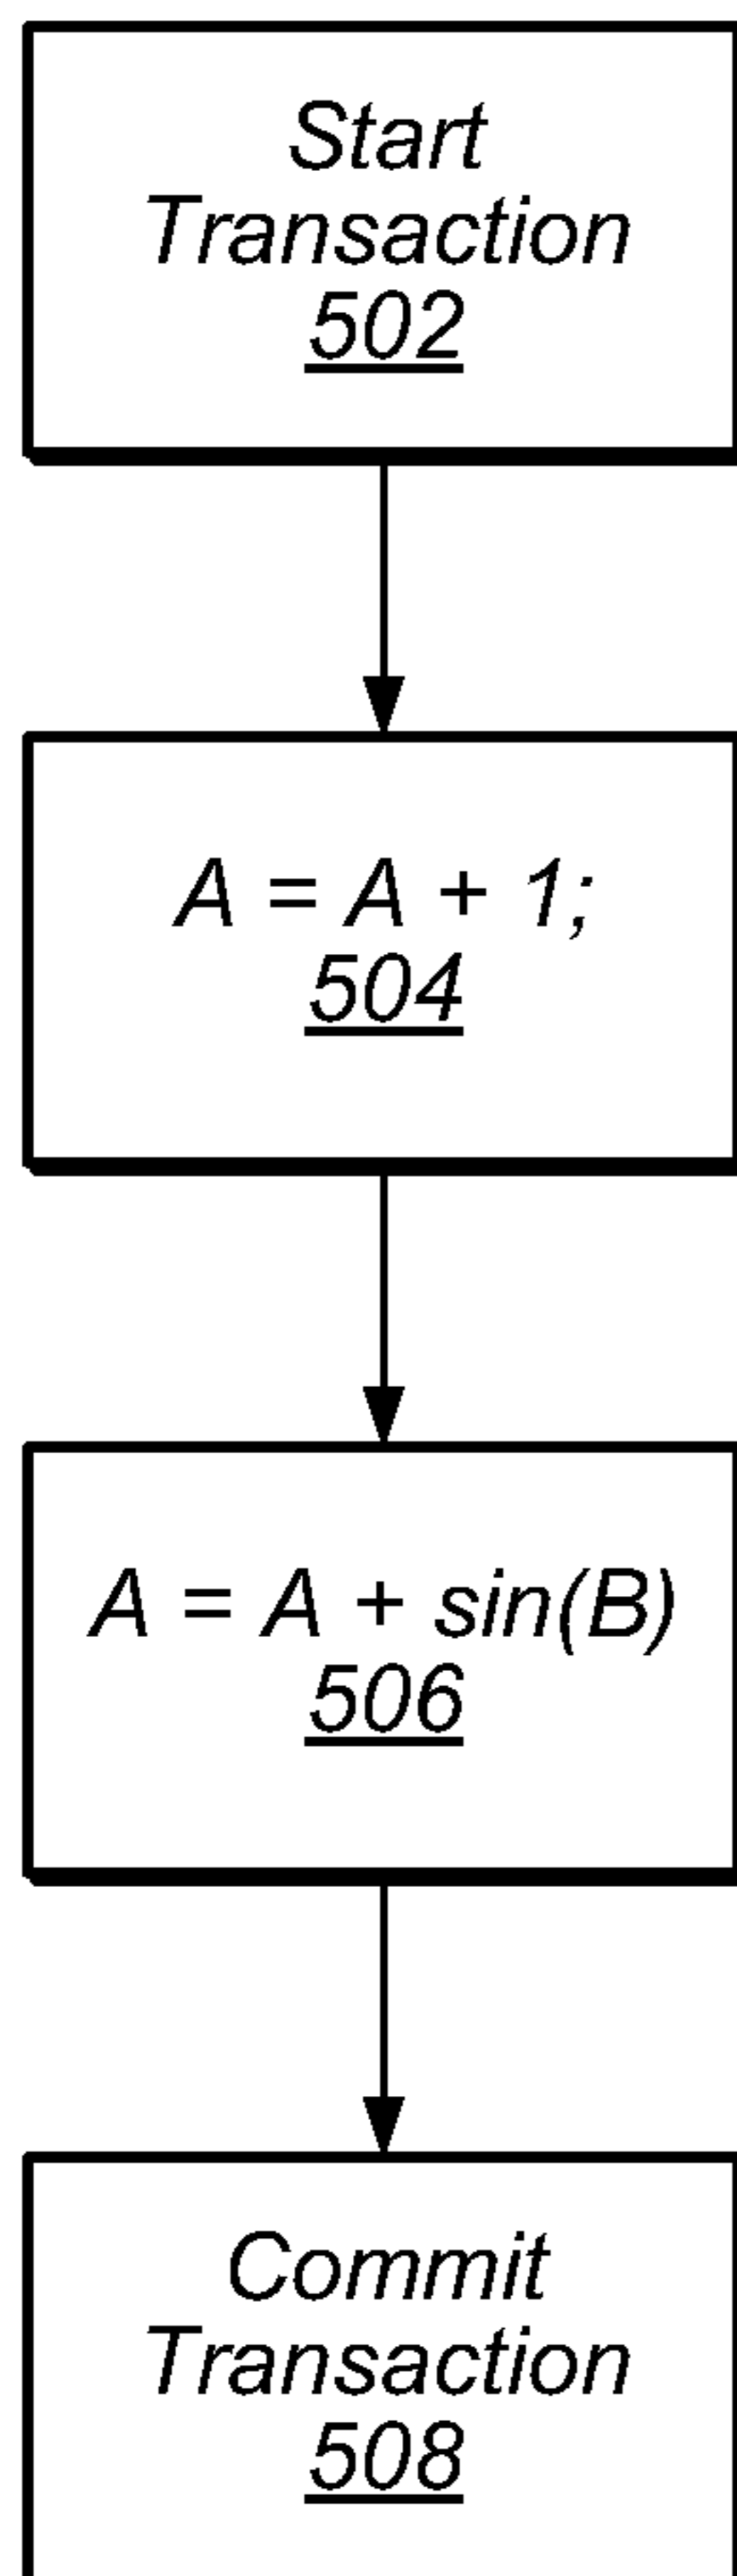 Start
Transaction
502
A = A + 1;
504
A = A + sin(B)
506
Commit
Transaction
508